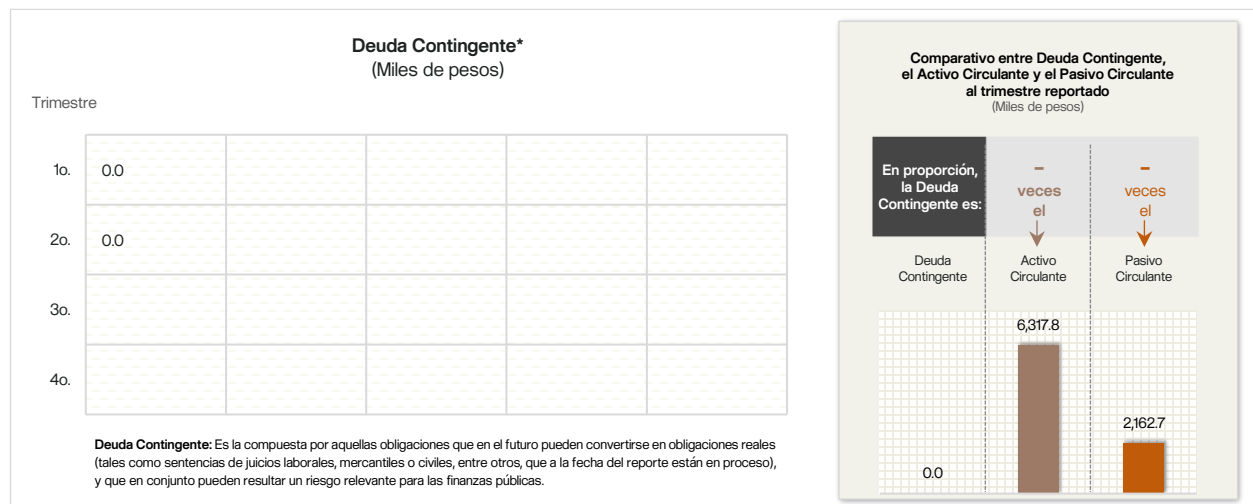 Deuda Contingente*
(Miles de pesos)
Trimestre
1o. 0.0
2o. 0.0
3o.
4o.
Deuda Contingente: Es la compuesta por aquellas obligaciones que en el futuro pueden convertirse en obligaciones reales
(tales como sentencias de juicios laborales, mercantiles o civiles, entre otros, que a la fecha del reporte están en proceso),
y que en conjunto pueden resultar un riesgo relevante para las finanzas públicas.
Comparativo entre Deuda Contingente,
el Activo Circulante y el Pasivo Circulante
al trimestre reportado
(Miles de pesos)
En proporción,
la Deuda
Contingente es:
–
veces
el
–
veces
el
Deuda
Contingente
Activo
Circulante
Pasivo
Circulante
0.0
6,317.8
2,162.7